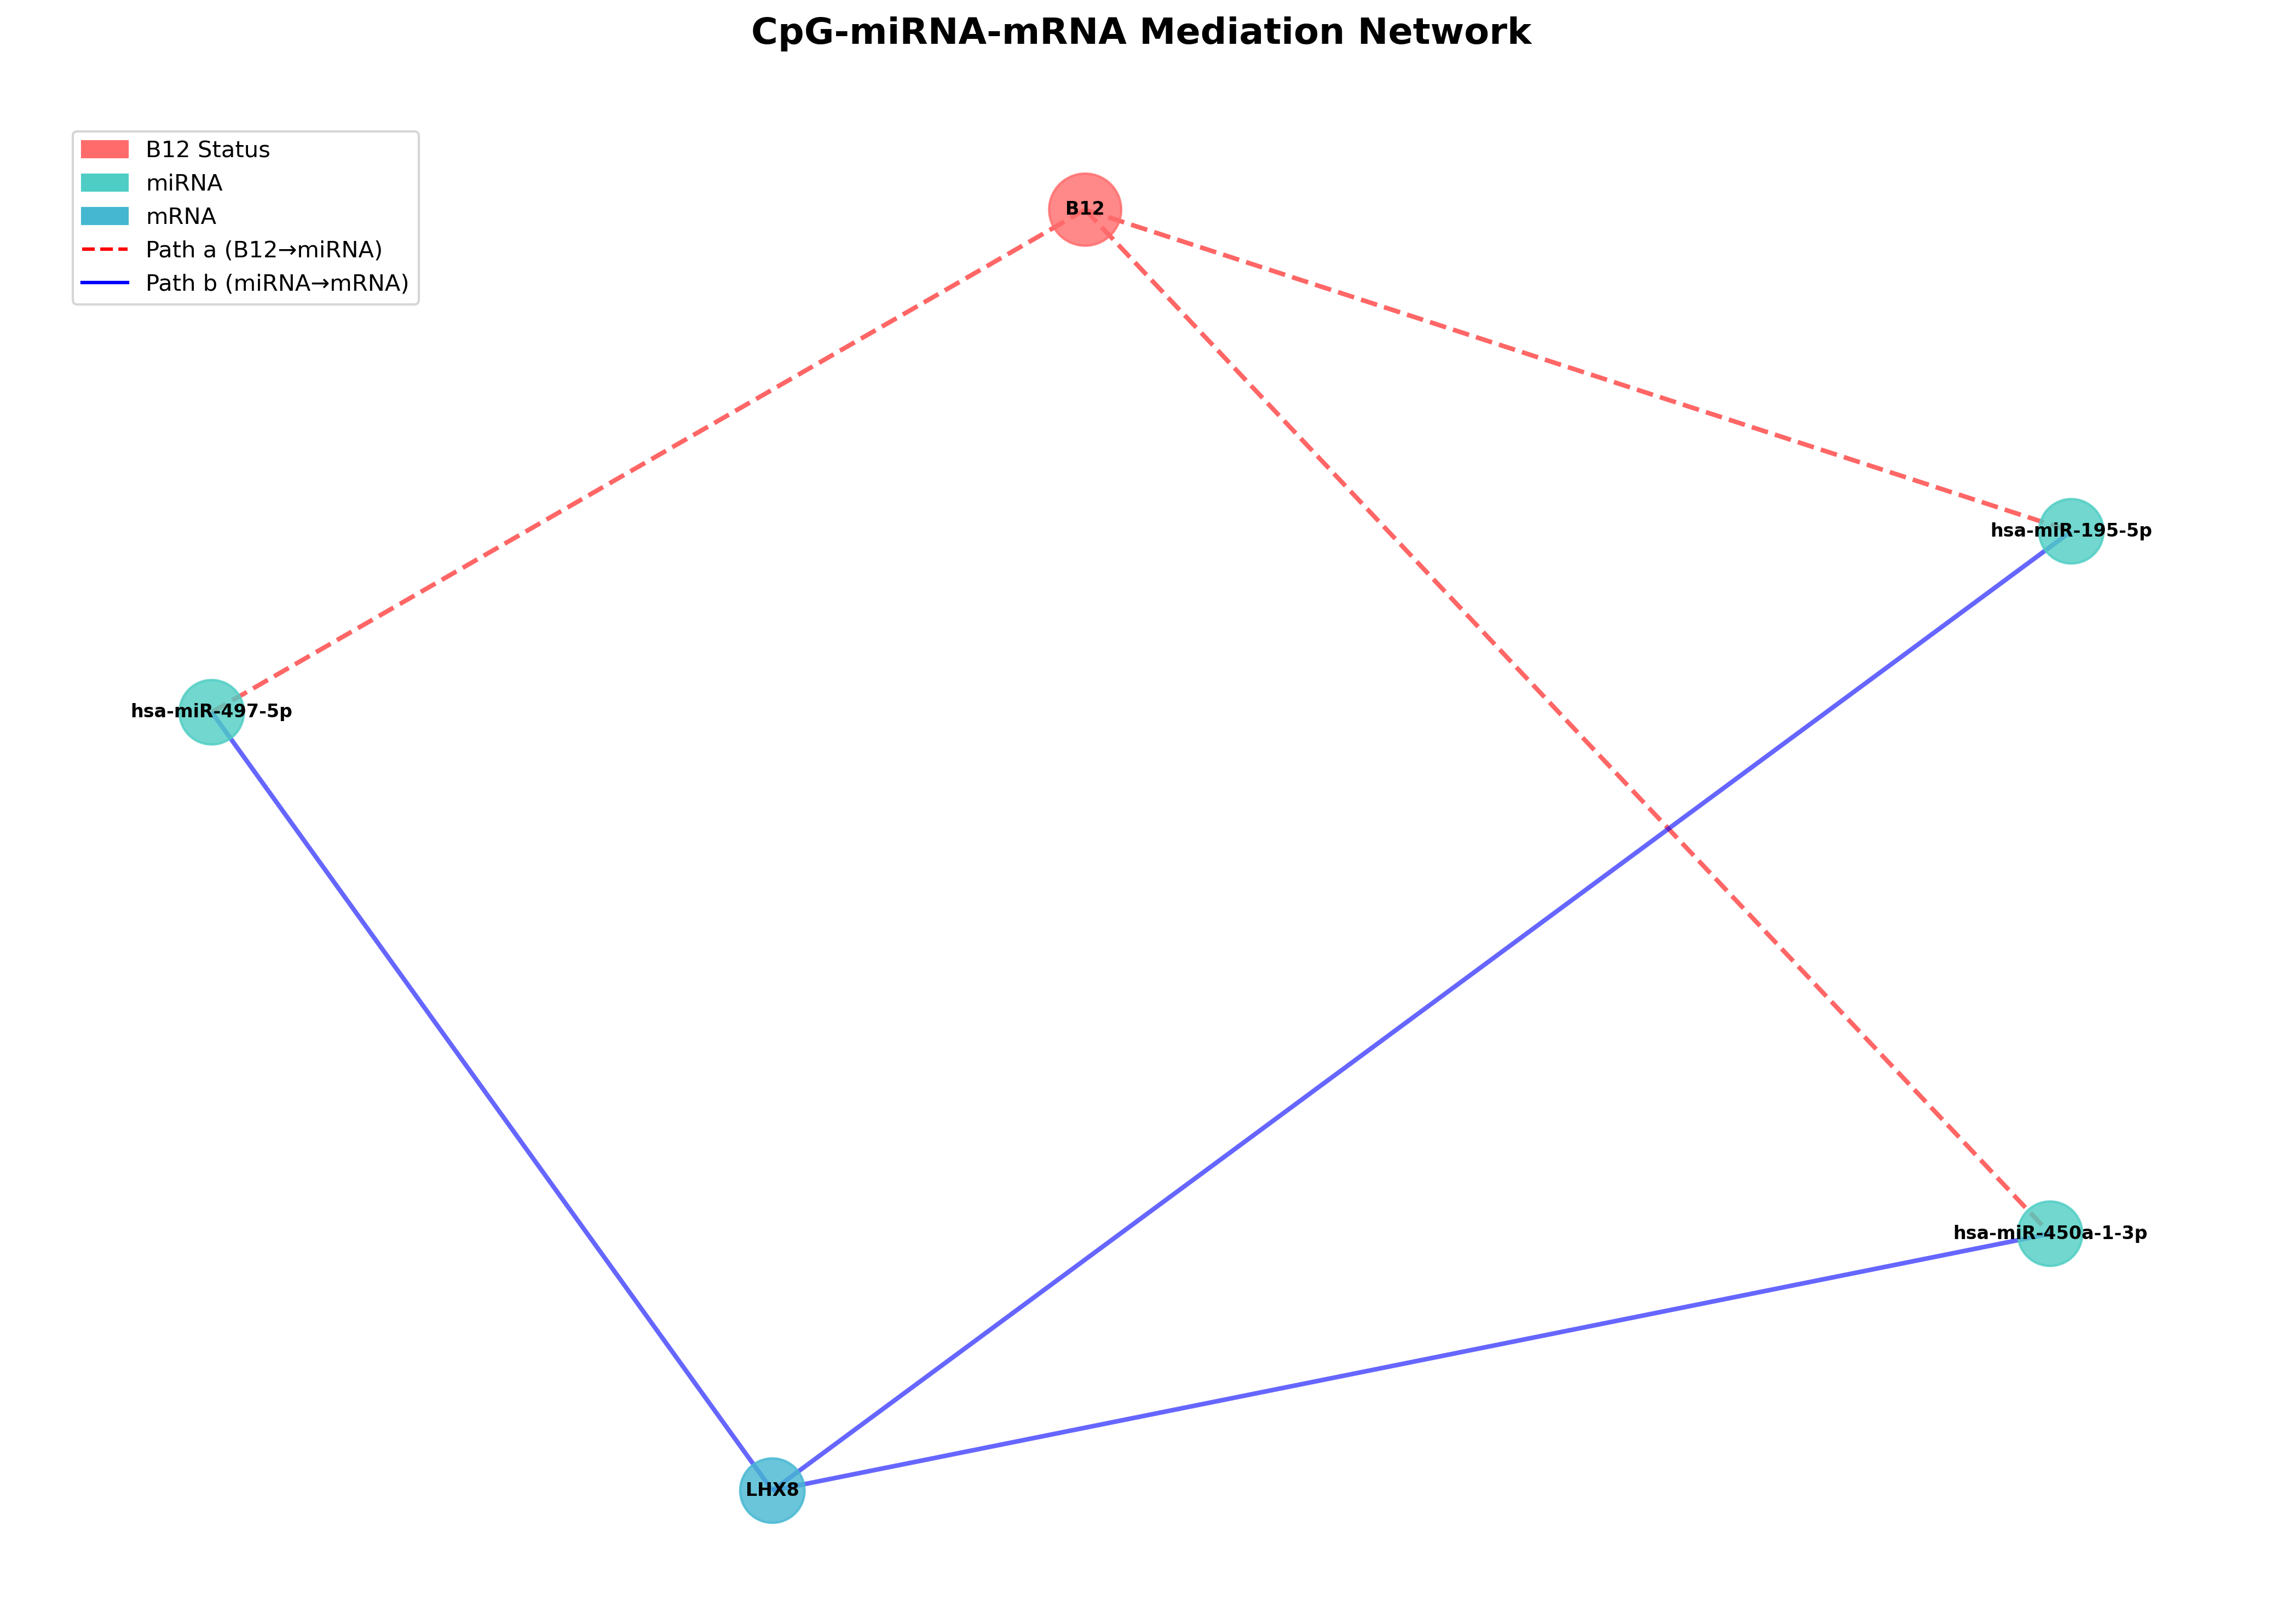 CpG-miRNA-mRNA Mediation Network
B12 Status
miRNA
mRNA
Path a (B12→miRNA)
Path b (miRNA→mRNA)
B12
hsa-miR-195-5p
hsa-miR-497-5p
hsa-miR-450a-1-3p
LHX8